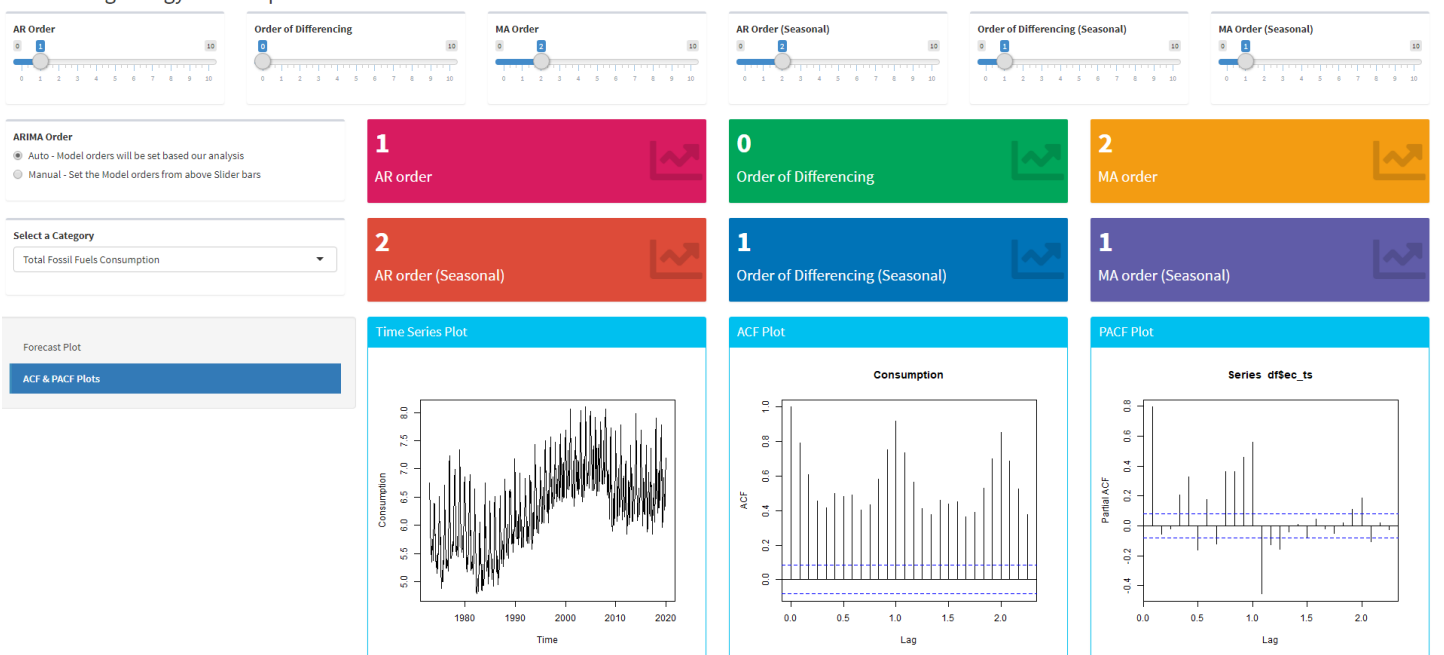 AR Order
0 1 10
0 1 2 3 4 5 6 7 8 9 10
Order of Differencing
0 10
0 1 2 3 4 5 6 7 8 9 10
MA Order
0 2 10
0 1 2 3 4 5 6 7 8 9 10
AR Order (Seasonal)
0 2 10
0 1 2 3 4 5 6 7 8 9 10
Order of Differencing (Seasonal)
0 1 10
0 1 2 3 4 5 6 7 8 9 10
MA Order (Seasonal)
0 1 10
0 1 2 3 4 5 6 7 8 9 10
ARIMA Order
Auto - Model orders will be set based our analysis
Manual - Set the Model orders from above Slider bars
1
AR order
0
Order of Differencing
2
MA order
Select a Category
Total Fossil Fuels Consumption
2
AR order (Seasonal)
1
Order of Differencing (Seasonal)
1
MA order (Seasonal)
Forecast Plot
ACF & PACF Plots
Time Series Plot
Consumption
8.0
7.5
7.0
6.5
6.0
5.5
5.0
1980 1990 2000 2010 2020
Time
ACF Plot
Consumption
ACF
1.0
0.8
0.6
0.4
0.2
0.0
0.0 0.5 1.0 1.5 2.0
Lag
PACF Plot
Series df$ec_ts
Partial ACF
0.8
0.6
0.4
0.2
0.0
-0.2
-0.4
0.0 0.5 1.0 1.5 2.0
Lag